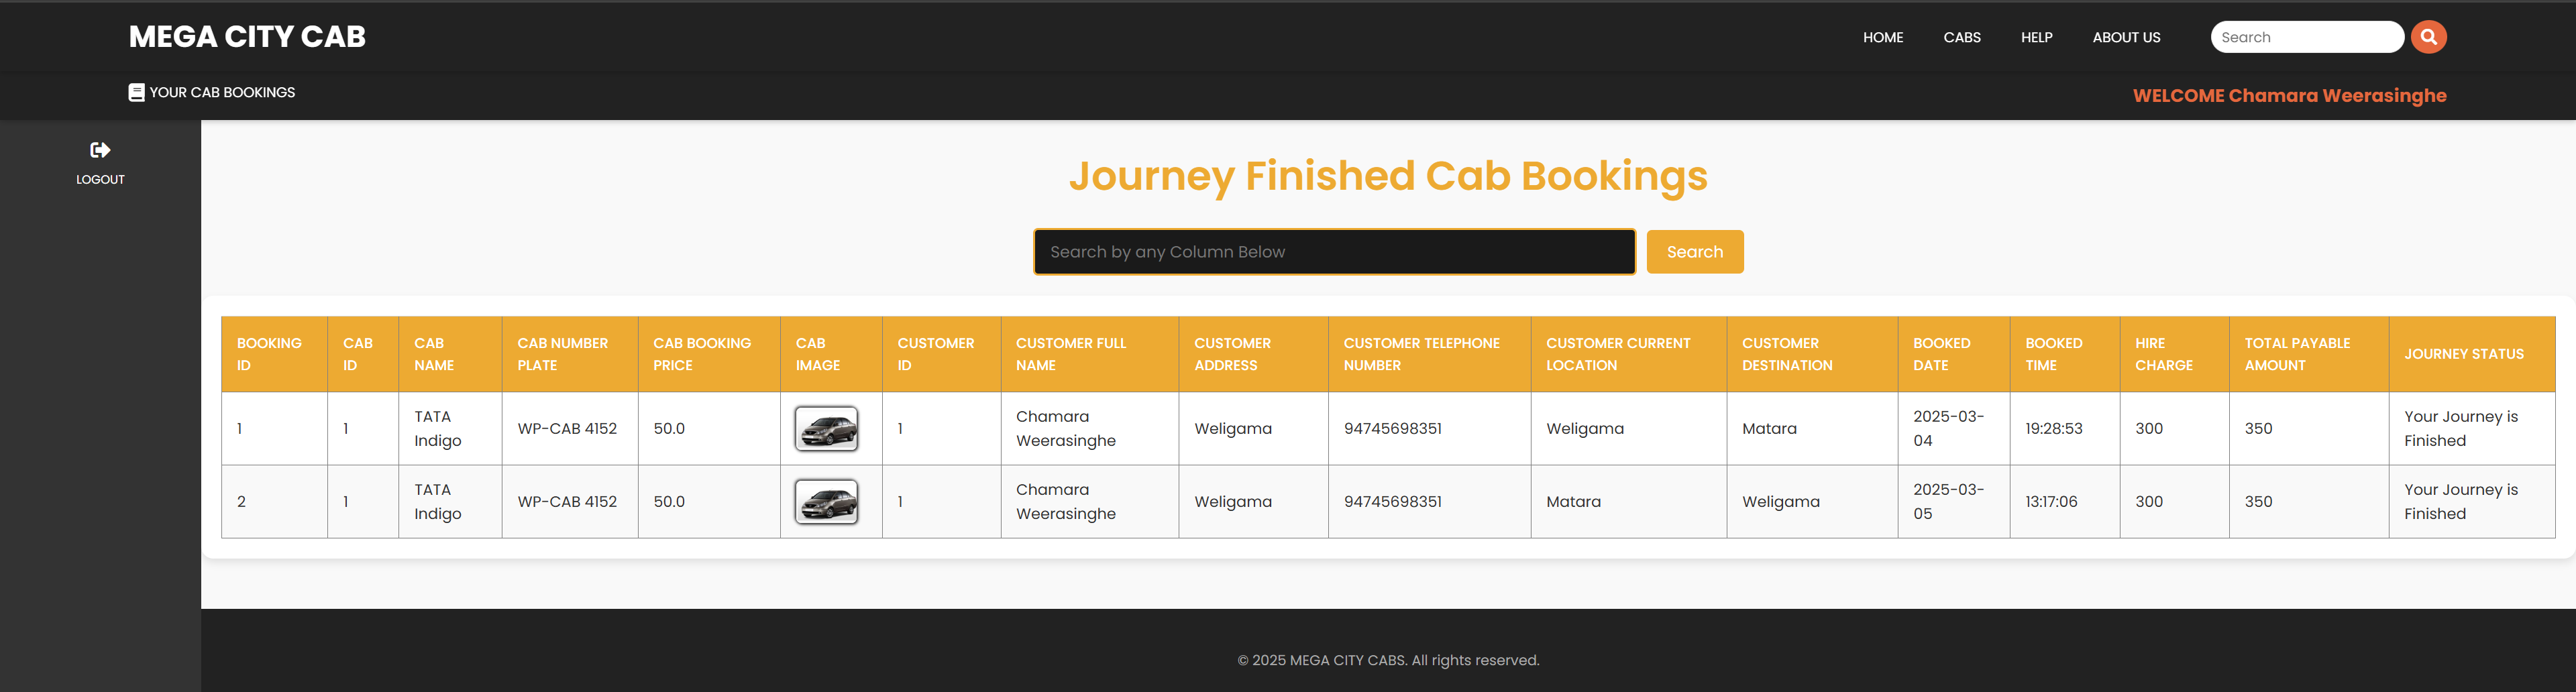 MEGA CITY CAB
HOME CABS HELP ABOUT US Search
YOUR CAB BOOKINGS
WELCOME Chamara Weerasinghe
LOGOUT
Journey Finished Cab Bookings
Search by any Column Below Search
BOOKING ID CAB ID CAB NAME CAB NUMBER PLATE CAB BOOKING PRICE CAB IMAGE CUSTOMER ID CUSTOMER FULL NAME CUSTOMER ADDRESS CUSTOMER TELEPHONE NUMBER CUSTOMER CURRENT LOCATION CUSTOMER DESTINATION BOOKED DATE BOOKED TIME HIRE CHARGE TOTAL PAYABLE AMOUNT JOURNEY STATUS
1 1 TATA Indigo WP-CAB 4152 50.0 1 Chamara Weerasinghe Weligama 94745698351 Weligama Matara 2025-03-04 19:28:53 300 350 Your Journey is Finished
2 1 TATA Indigo WP-CAB 4152 50.0 1 Chamara Weerasinghe Weligama 94745698351 Matara Weligama 2025-03-05 13:17:06 300 350 Your Journey is Finished
© 2025 MEGA CITY CABS. All rights reserved.